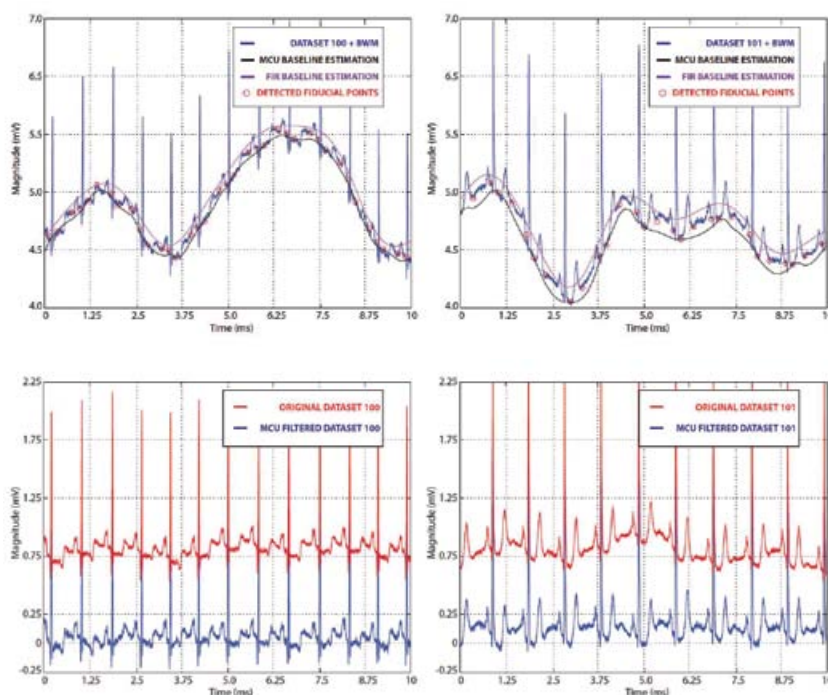 7.0
6.5
5.5
5.0
4.5
4.0
Magnitude (mV)
DATASET 100 + BWM
MCU BASELINE ESTIMATION
FIR BASELINE ESTIMATION
DETECTED FIDUCIAL POINTS
0 1.25 2.5 3.75 5.0 6.25 7.5 8.75 10
Time (ms)
7.0
6.5
5.5
5.0
4.5
4.0
Magnitude (mV)
DATASET 101 + BWM
MCU BASELINE ESTIMATION
FIR BASELINE ESTIMATION
DETECTED FIDUCIAL POINTS
0 1.25 2.5 3.75 5.0 6.25 7.5 8.75 10
Time (ms)
2.25
1.75
1.25
0.75
0.25
0
-0.25
Magnitude (mV)
ORIGINAL DATASET 100
MCU FILTERED DATASET 100
0 1.25 2.5 3.75 5.0 6.25 7.5 8.75 10
Time (ms)
2.25
1.75
1.25
0.75
0.25
0
-0.25
Magnitude (mV)
ORIGINAL DATASET 101
MCU FILTERED DATASET 101
0 1.25 2.5 3.75 5.0 6.25 7.5 8.75 10
Time (ms)